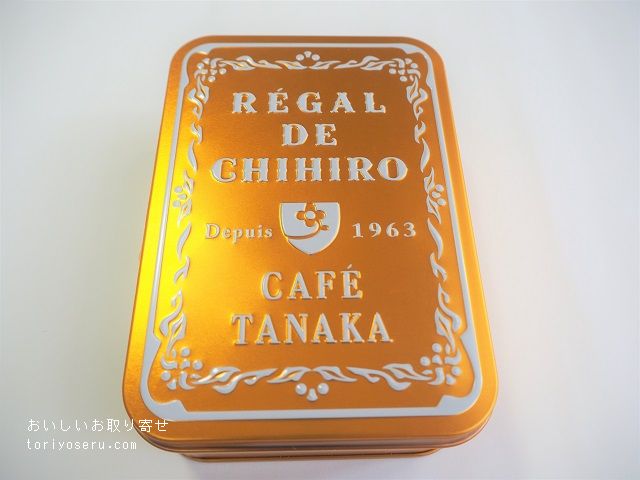 RÉGAL
DE
CHIHIRO
Depuis 1963
CAFÉ
TANAKA
おいしいお取り寄せ
toriyoseru.com